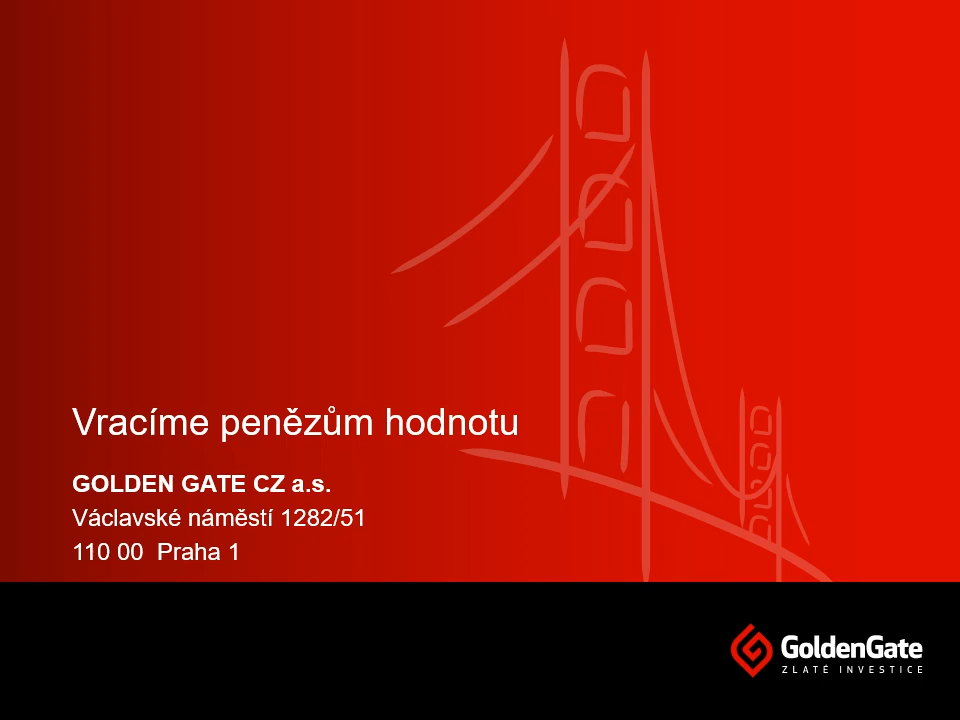 Vracíme penězům hodnotu
GOLDEN GATE CZ a.s.
Václavské náměstí 1282/51
110 00  Praha 1
GoldenGate
ZLATÉ INVESTICE